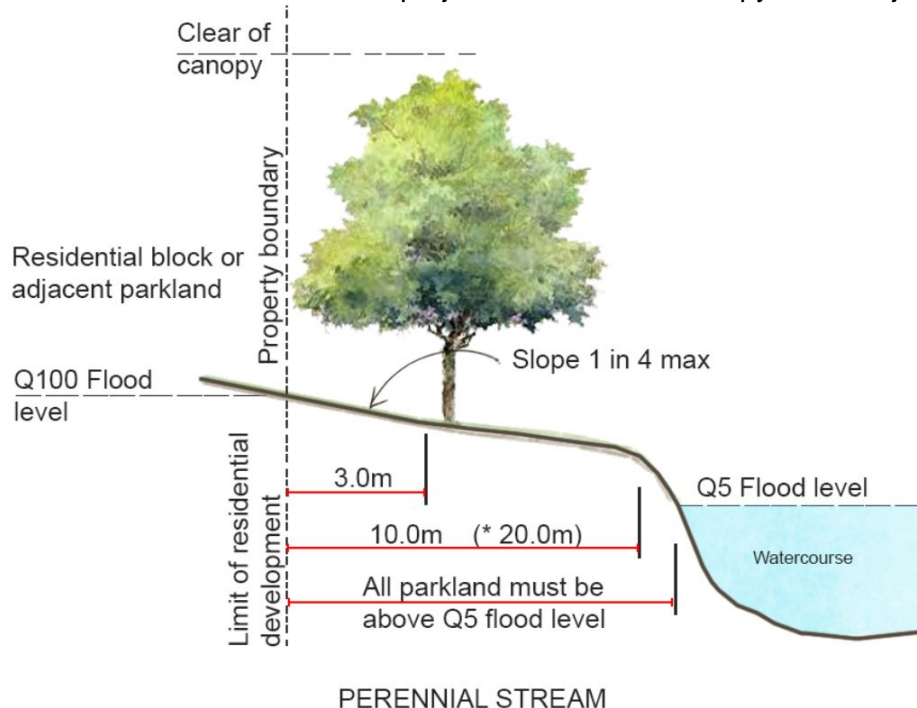 Clear of
canopy
Property boundary
Residential block or
adjacent parkland
Slope 1 in 4 max
Q100 Flood
level
Limit of residential
development
3.0m
Q5 Flood level
10.0m (* 20.0m)
Watercourse
All parkland must be
above Q5 flood level
PERENNIAL STREAM